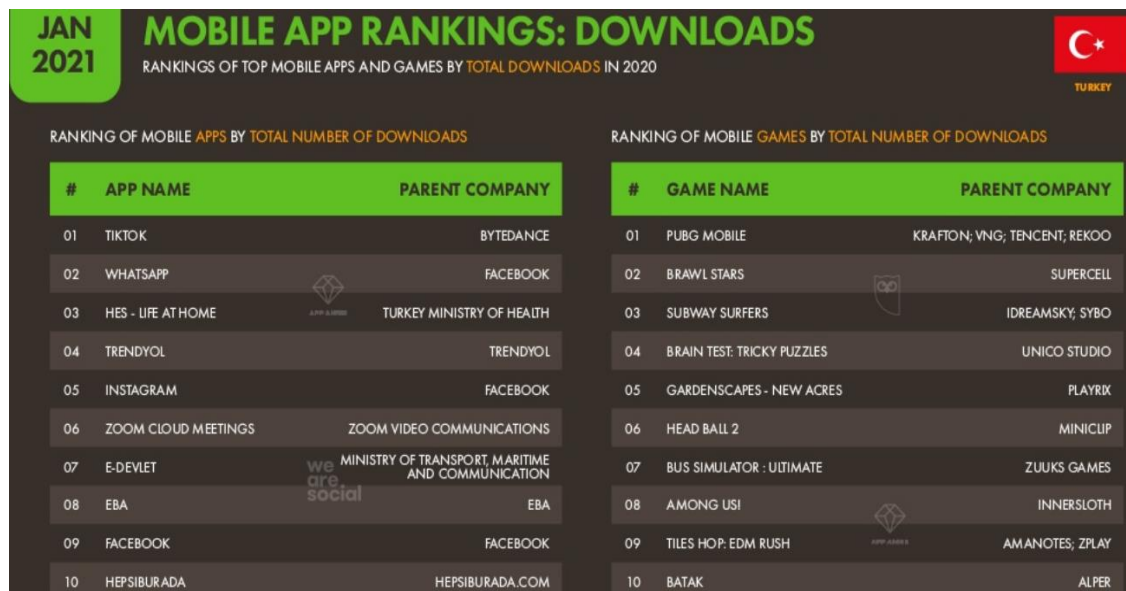 JAN
2021
MOBILE APP RANKINGS: DOWNLOADS
RANKINGS OF TOP MOBILE APPS AND GAMES BY TOTAL DOWNLOADS IN 2020
TURKEY
RANKING OF MOBILE APPS BY TOTAL NUMBER OF DOWNLOADS
# APP NAME PARENT COMPANY
01 TIKTOK BYTEDANCE
02 WHATSAPP FACEBOOK
03 HES - LIFE AT HOME TURKEY MINISTRY OF HEALTH
04 TRENDYOL TRENDYOL
05 INSTAGRAM FACEBOOK
06 ZOOM CLOUD MEETINGS ZOOM VIDEO COMMUNICATIONS
07 E-DEVLET MINISTRY OF TRANSPORT, MARITIME
AND COMMUNICATION
08 EBA EBA
09 FACEBOOK FACEBOOK
10 HEPSIBURADA HEPSIBURADA.COM
RANKING OF MOBILE GAMES BY TOTAL NUMBER OF DOWNLOADS
# GAME NAME PARENT COMPANY
01 PUBG MOBILE KRAFTON; VNG; TENCENT; REKOO
02 BRAWL STARS SUPERCELL
03 SUBWAY SURFERS IDREAMSKY; SYBO
04 BRAIN TEST: TRICKY PUZZLES UNICO STUDIO
05 GARDENSCAPES - NEW ACRES PLAYRIX
06 HEAD BALL 2 MINICLIP
07 BUS SIMULATOR : ULTIMATE ZUUKS GAMES
08 AMONG US! INNERSLOTH
09 TILES HOP: EDM RUSH AMANOTES; ZPLAY
10 BATAK ALPER
we
are.
social
APP ANNIE
APP ANNIE